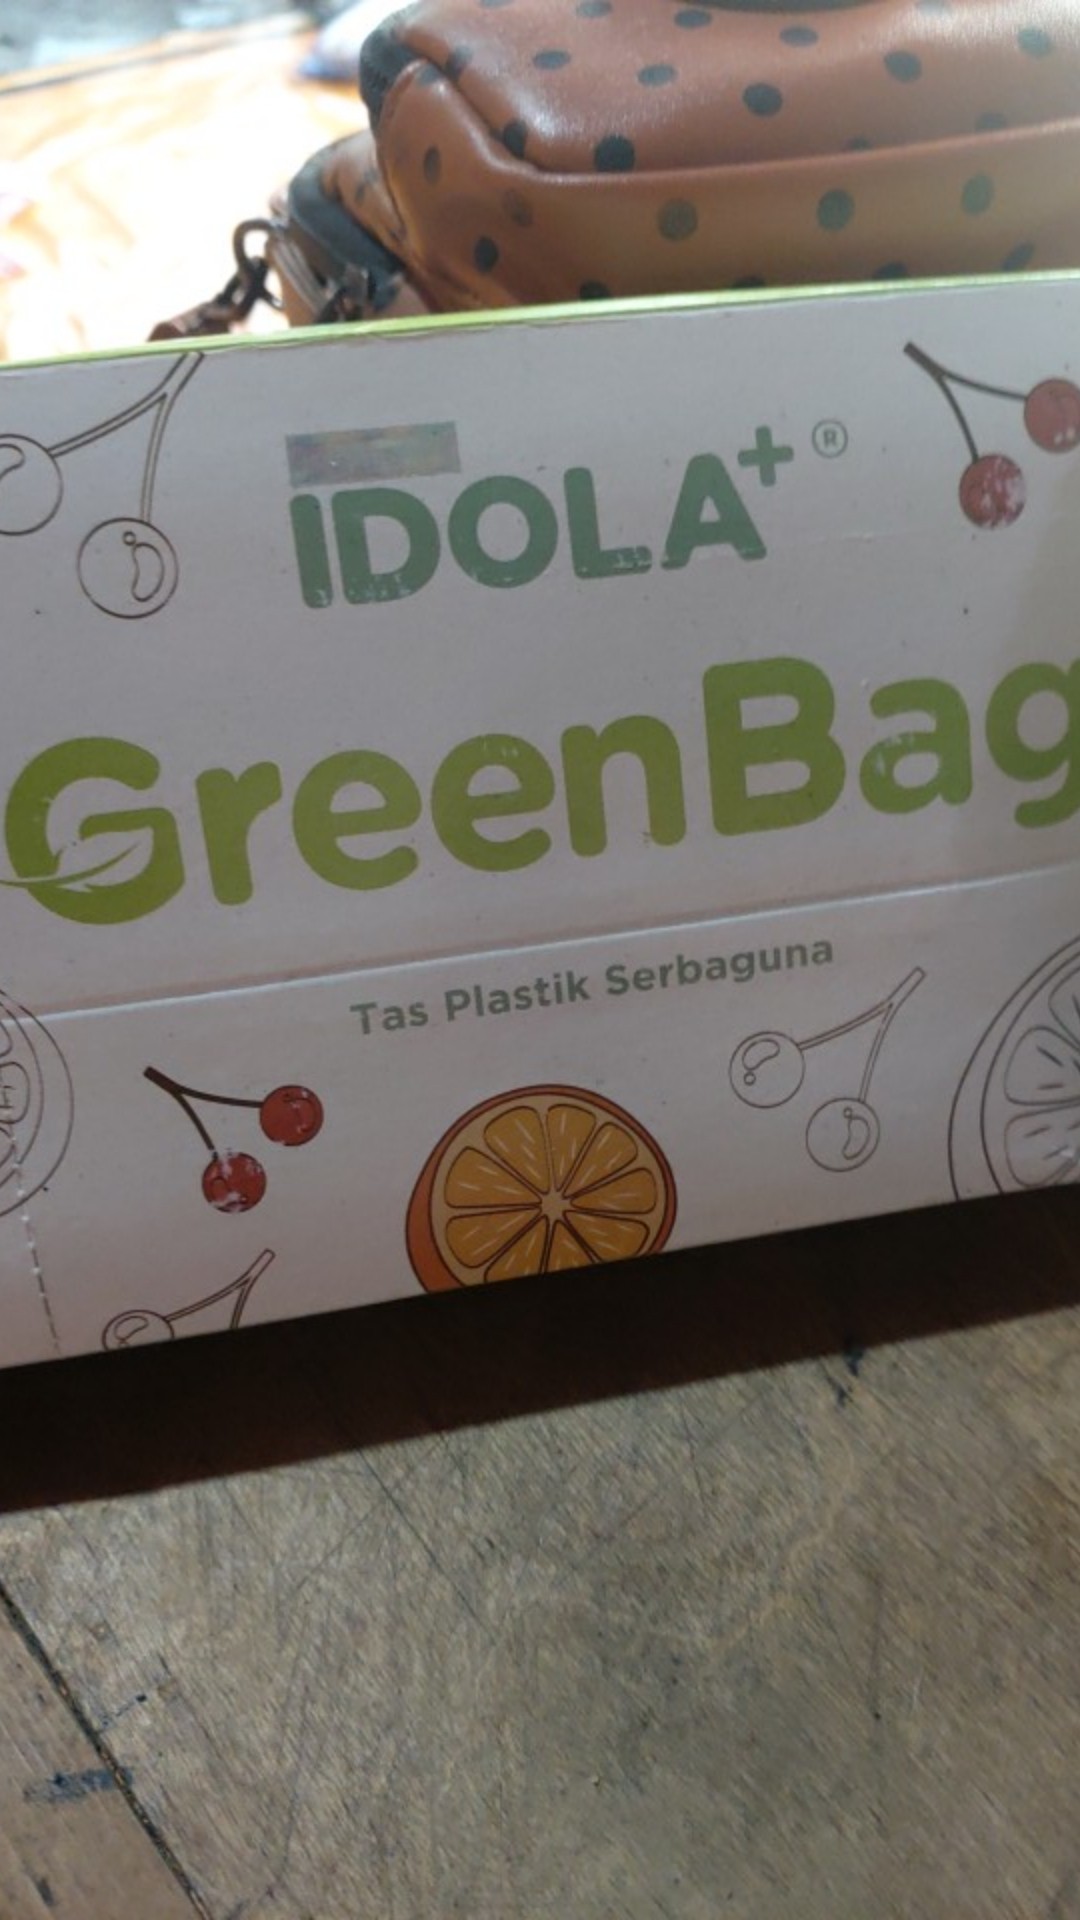 IDOLA+ ®
GreenBag
Tas Plastik Serbaguna